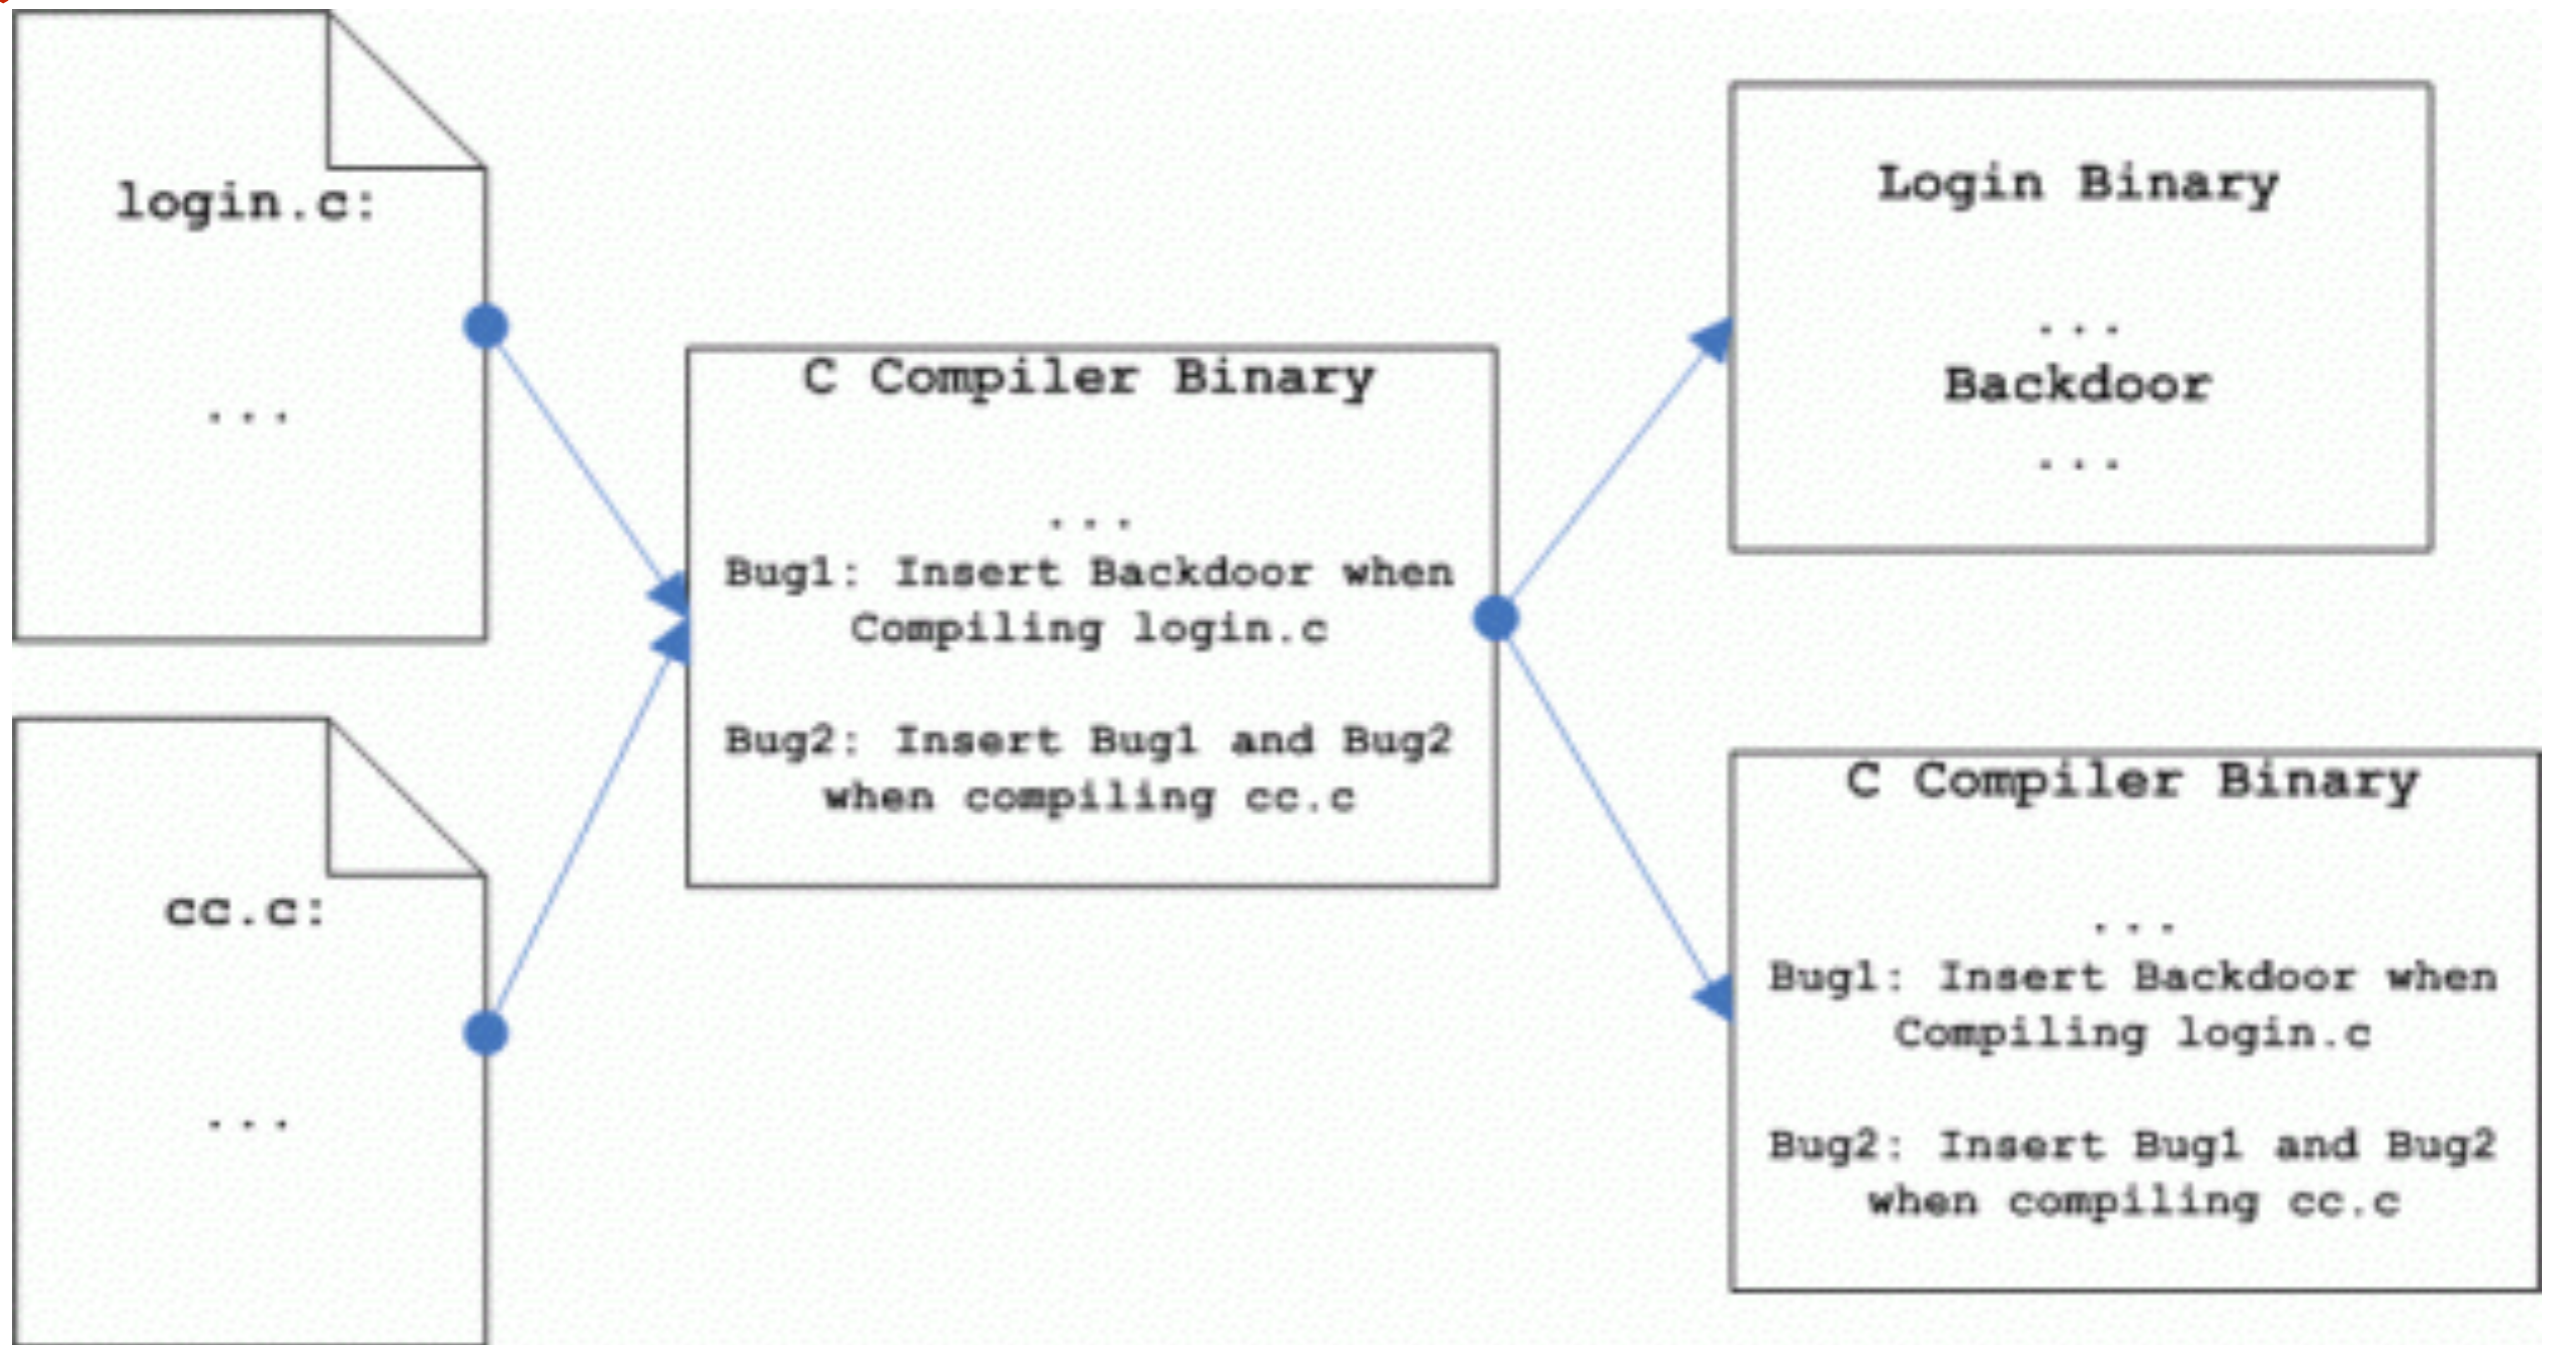 login.c:
...
cc.c:
...
C Compiler Binary
...
Bug1: Insert Backdoor when
Compiling login.c
Bug2: Insert Bug1 and Bug2
when compiling cc.c
Login Binary
...
Backdoor
...
C Compiler Binary
...
Bug1: Insert Backdoor when
Compiling login.c
Bug2: Insert Bug1 and Bug2
when compiling cc.c